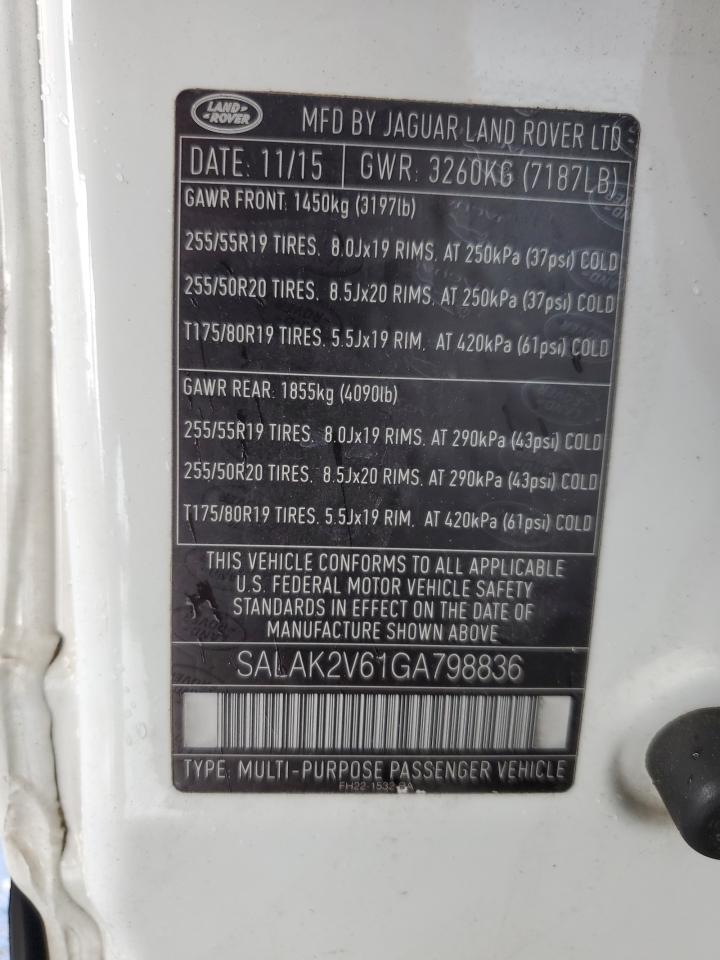 LAND ROVER
MFD BY JAGUAR LAND ROVER LTD
DATE: 11/15 GWR: 3260KG (7187LB)
GAWR FRONT: 1450kg (3197lb)
255/55R19 TIRES, 8.0Jx19 RIMS, AT 250kPa (37psi) COLD
255/50R20 TIRES, 8.5Jx20 RIMS, AT 250kPa (37psi) COLD
T175/80R19 TIRES, 5.5Jx19 RIM, AT 420kPa (61psi) COLD
GAWR REAR: 1855kg (4090lb)
255/55R19 TIRES, 8.0Jx19 RIMS, AT 290kPa (43psi) COLD
255/50R20 TIRES, 8.5Jx20 RIMS, AT 290kPa (43psi) COLD
T175/80R19 TIRES, 5.5Jx19 RIM, AT 420kPa (61psi) COLD
THIS VEHICLE CONFORMS TO ALL APPLICABLE
U.S. FEDERAL MOTOR VEHICLE SAFETY
STANDARDS IN EFFECT ON THE DATE OF
MANUFACTURE SHOWN ABOVE
SALAK2V61GA798836
TYPE: MULTI-PURPOSE PASSENGER VEHICLE